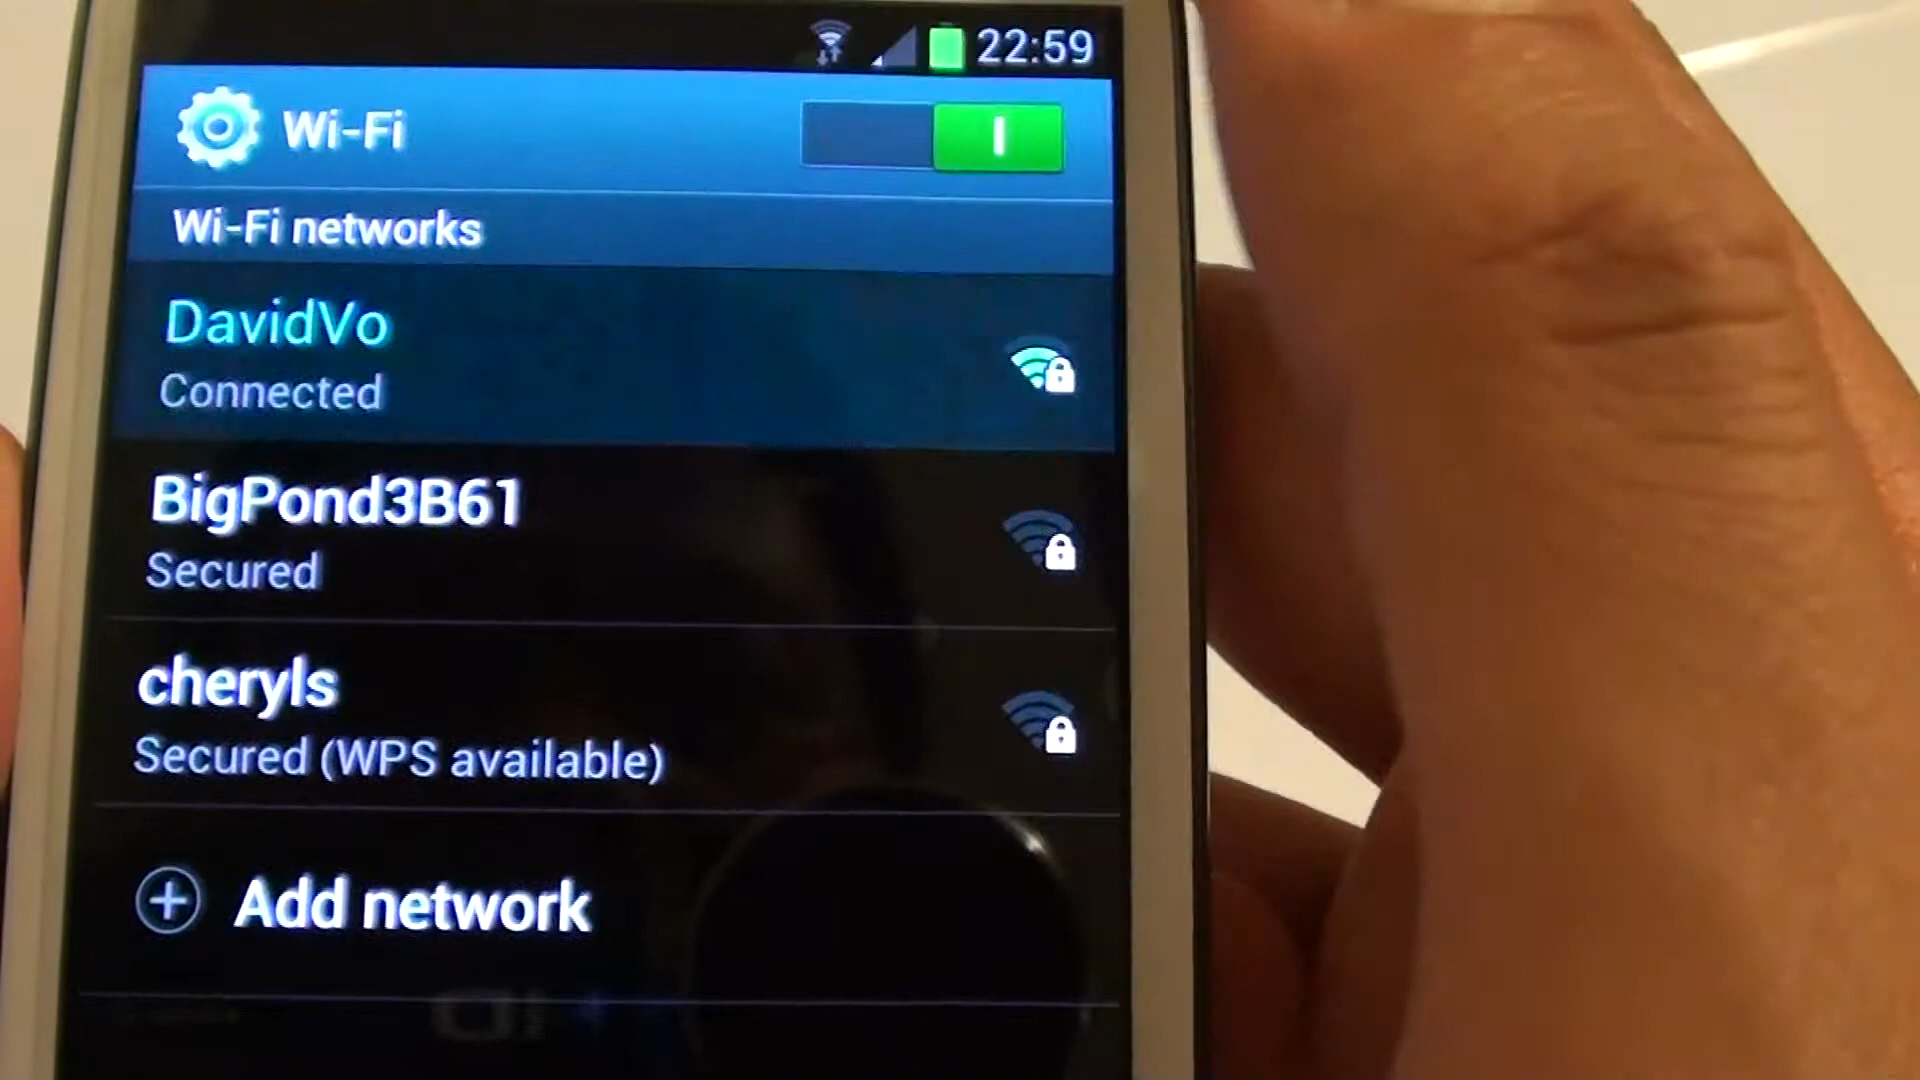 22:59
Wi-Fi
Wi-Fi networks
DavidVo
Connected
BigPond3B61
Secured
cheryls
Secured (WPS available)
Add network